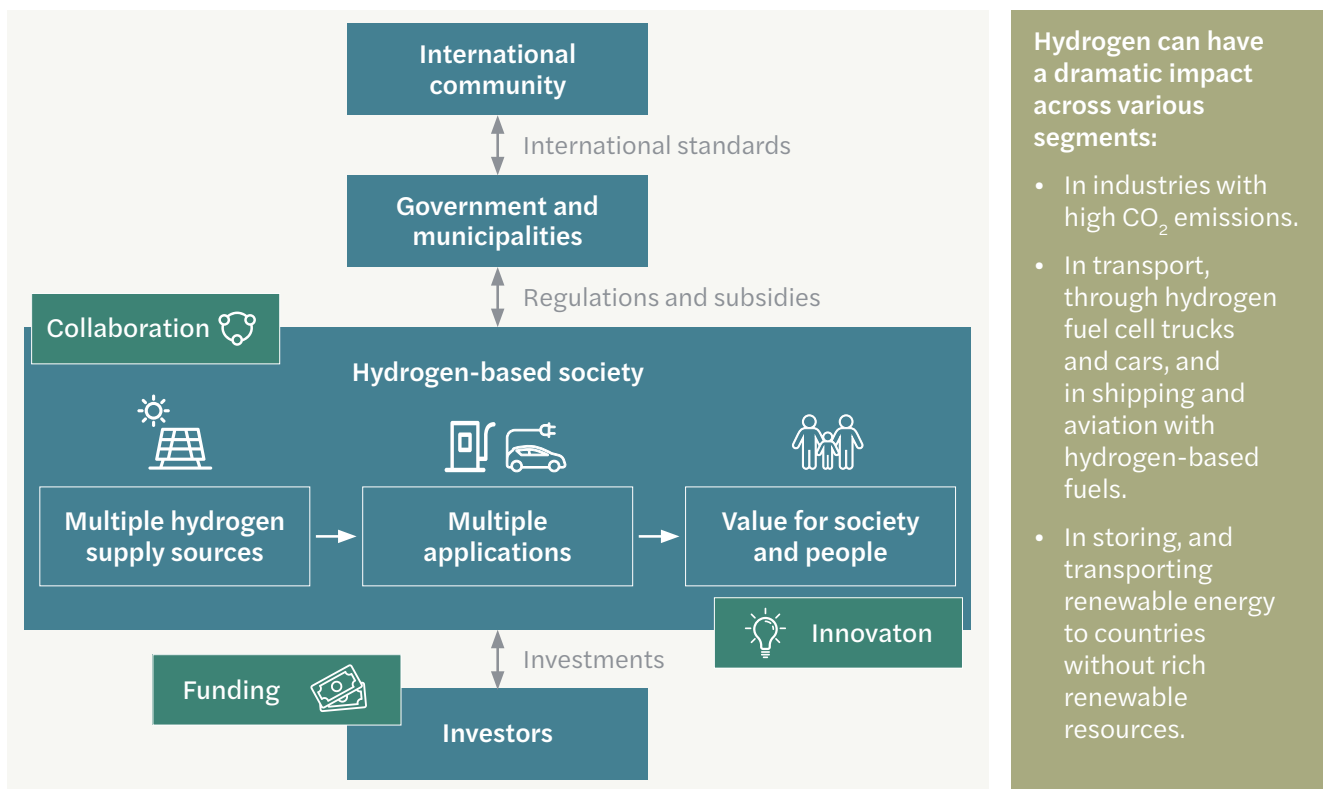 International
community
International standards
Government and
municipalities
Regulations and subsidies
Collaboration
Hydrogen-based society
Multiple hydrogen
supply sources
Multiple
applications
Value for society
and people
Innovaton
Investments
Funding
Investors
Hydrogen can have
a dramatic impact
across various
segments:
• In industries with
high CO₂ emissions.
• In transport,
through hydrogen
fuel cell trucks
and cars, and
in shipping and
aviation with
hydrogen-based
fuels.
• In storing, and
transporting
renewable energy
to countries
without rich
renewable
resources.